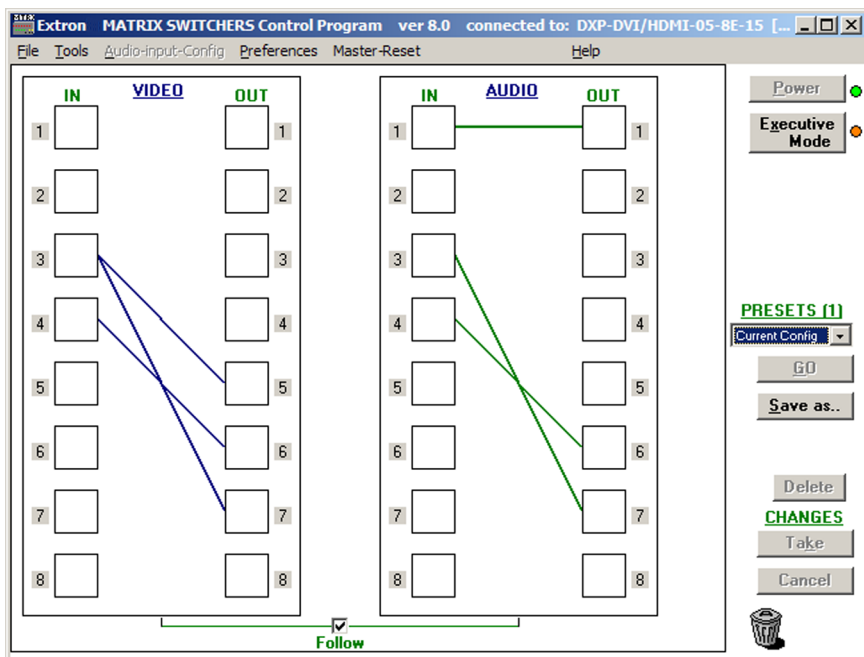 Extron MATRIX SWITCHERS Control Program ver 8.0 connected to: DXP-DVI/HDMI-05-8E-15 [...
File Tools Audio-input-Config Preferences Master-Reset Help
IN VIDEO OUT IN AUDIO OUT
1 1 1 1
2 2 2 2
3 3 3 3
4 4 4 4
5 5 5 5
6 6 6 6
7 7 7 7
8 8 8 8
Follow
Power
Executive
Mode
PRESETS (1)
Current Config
GO
Save as..
Delete
CHANGES
Take
Cancel